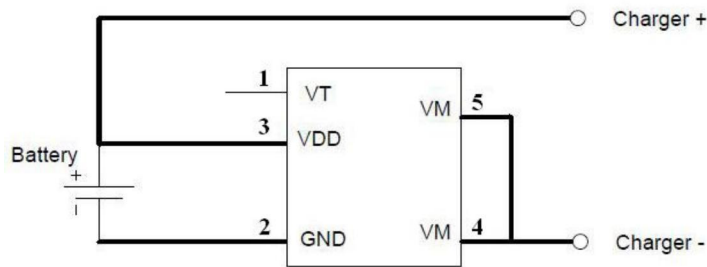 Charger +
1
VT
5
VM
3
VDD
Battery
+
-
2
GND
VM
4
Charger -